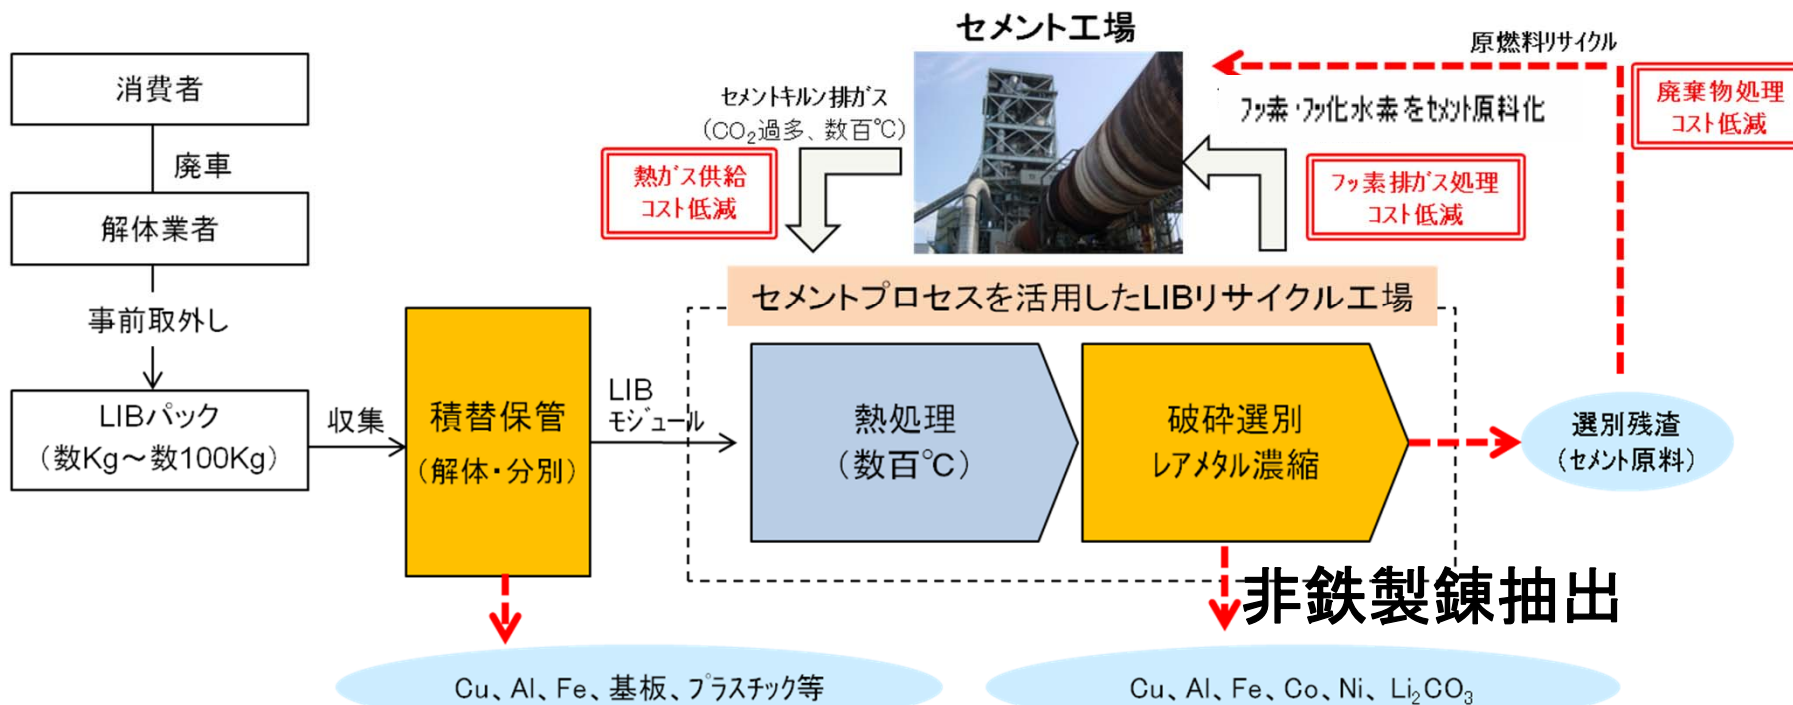 セメント工場
原燃料リサイクル
消費者
セメントキルン排ガス
(CO₂過多、数百℃)
フッ素・フッ化水素をセメント原料化
廃棄物処理
コスト低減
廃車
熱ガス供給
コスト低減
フッ素排ガス処理
コスト低減
解体業者
セメントプロセスを活用したLIBリサイクル工場
事前取外し
LIBパック
(数Kg～数100Kg)
収集
積替保管
(解体・分別)
LIB
モジュール
熱処理
(数百℃)
破砕選別
レアメタル濃縮
選別残渣
(セメント原料)
非鉄製錬抽出
Cu、Al、Fe、基板、プラスチック等
Cu、Al、Fe、Co、Ni、Li₂CO₃